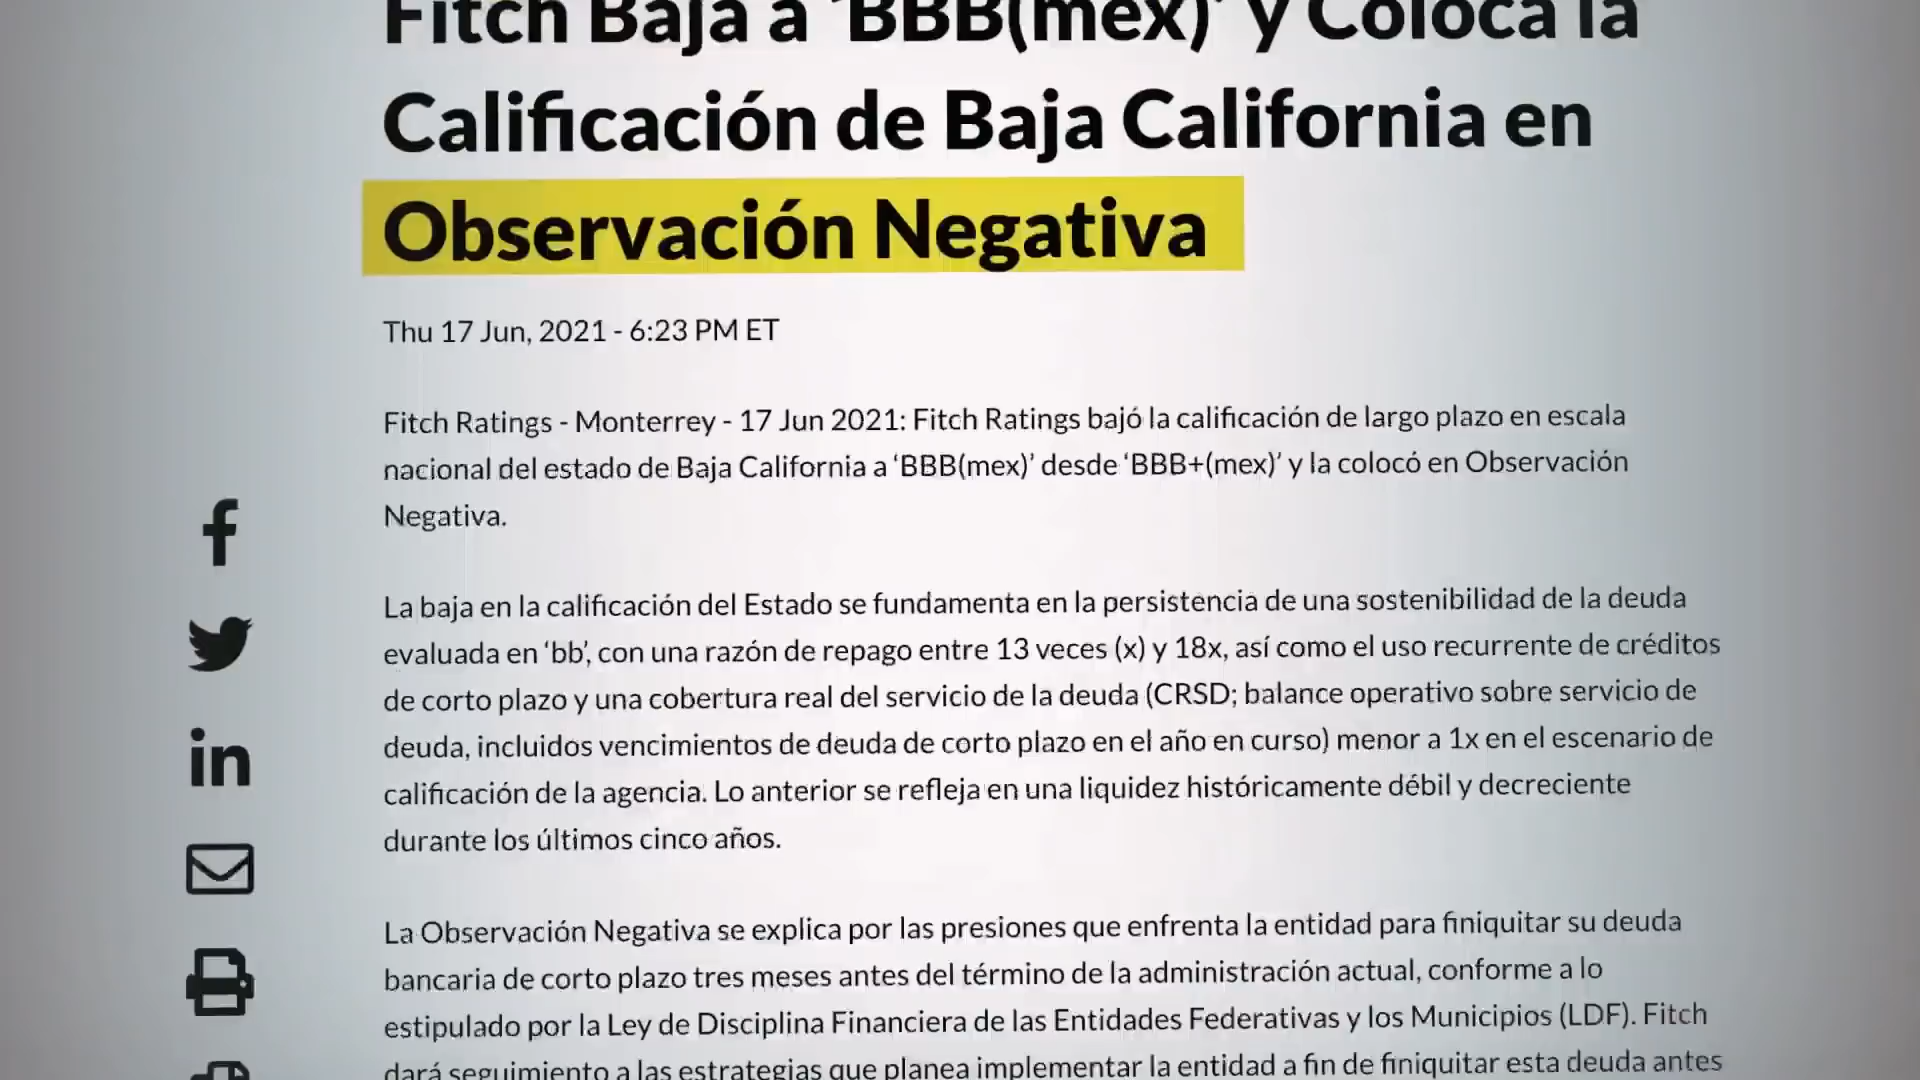 Fitch Baja a ‘BBB(mex)’ y Coloca la
Calificación de Baja California en
Observación Negativa
Thu 17 Jun, 2021 - 6:23 PM ET
Fitch Ratings - Monterrey - 17 Jun 2021: Fitch Ratings bajó la calificación de largo plazo en escala
nacional del estado de Baja California a ‘BBB(mex)’ desde ‘BBB+(mex)’ y la colocó en Observación
Negativa.
La baja en la calificación del Estado se fundamenta en la persistencia de una sostenibilidad de la deuda
evaluada en ‘bb’, con una razón de repago entre 13 veces (x) y 18x, así como el uso recurrente de créditos
de corto plazo y una cobertura real del servicio de la deuda (CRSD; balance operativo sobre servicio de
deuda, incluidos vencimientos de deuda de corto plazo en el año en curso) menor a 1x en el escenario de
calificación de la agencia. Lo anterior se refleja en una liquidez históricamente débil y decreciente
durante los últimos cinco años.
La Observación Negativa se explica por las presiones que enfrenta la entidad para finiquitar su deuda
bancaria de corto plazo tres meses antes del término de la administración actual, conforme a lo
estipulado por la Ley de Disciplina Financiera de las Entidades Federativas y los Municipios (LDF). Fitch
dará seguimiento a las estrategias que planea implementar la entidad a fin de finiquitar esta deuda antes